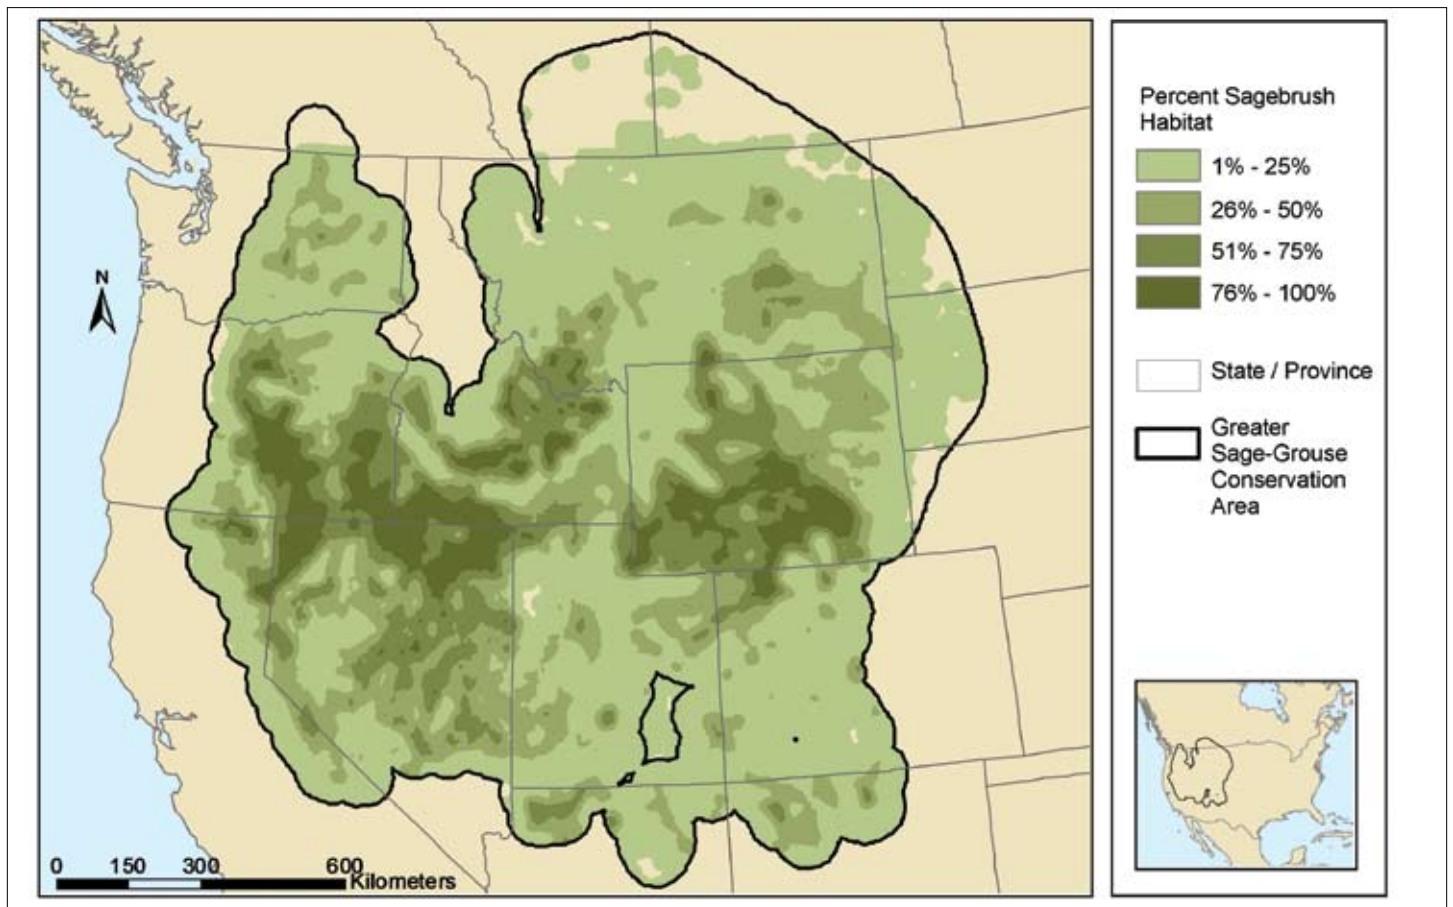 Percent Sagebrush
Habitat
1% - 25%
26% - 50%
51% - 75%
76% - 100%
State / Province
Greater
Sage-Grouse
Conservation
Area
N
0 150 300 600
Kilometers